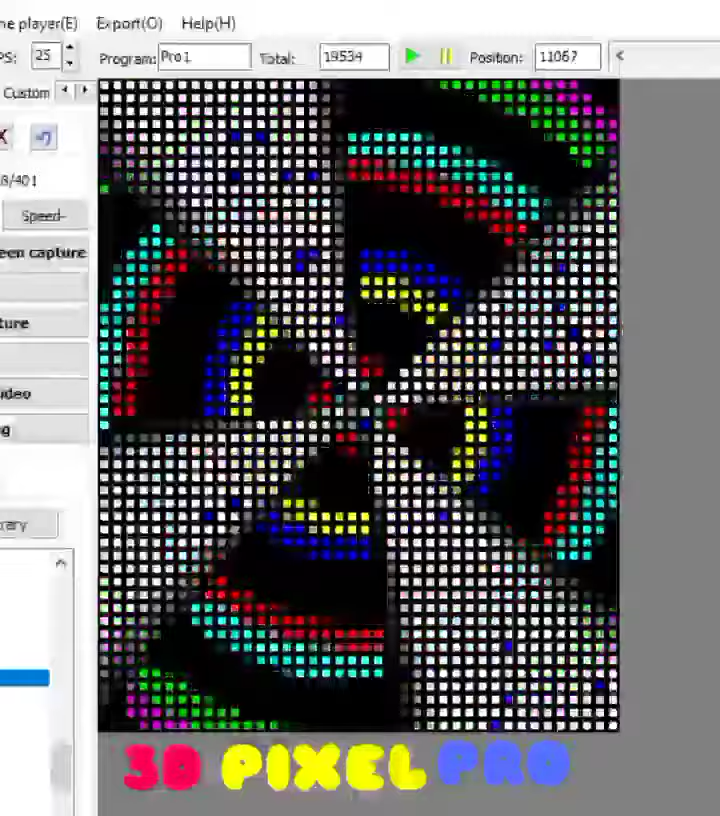 ne player(E) Export(O) Help(H)
PS: 25 Program: Pro1 Total: 19534 Position: 11067 <
Custom
X
8/401
Speed-
een capture
ture
ideo
g
rary
3D PIXEL PRO